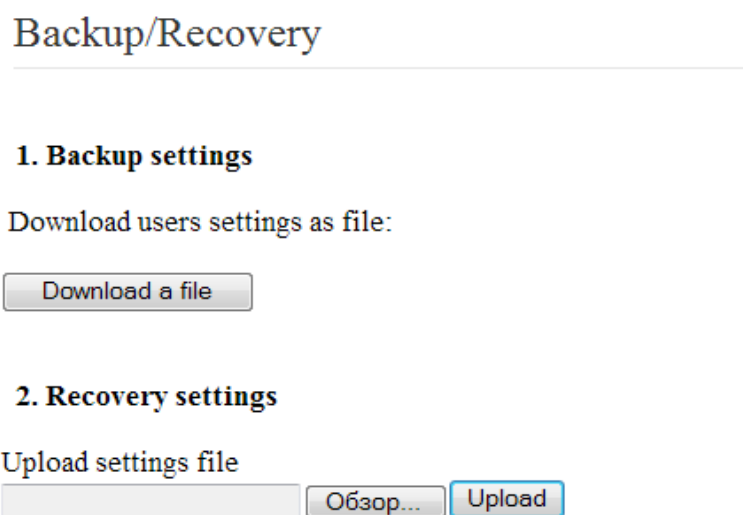 Backup/Recovery
1. Backup settings
Download users settings as file:
Download a file
2. Recovery settings
Upload settings file
Обзор... Upload